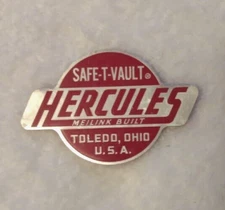 SAFE-T-VAULT®
HERCULES
MEILINK BUILT
TOLEDO, OHIO
U.S.A.